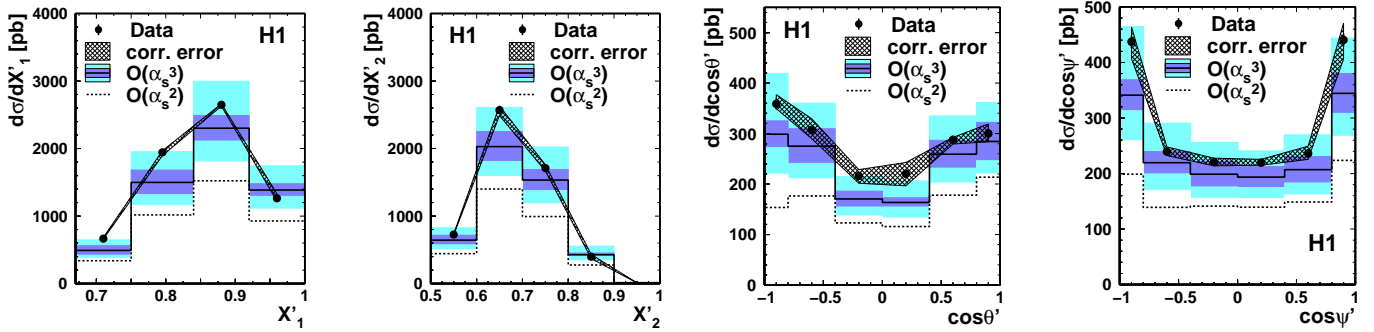 dσ/dX'₁ [pb]
4000
3000
2000
1000
0
H1
Data
corr. error
O(αₛ³)
O(αₛ²)
0.7 0.8 0.9 1
X'₁
dσ/dX'₂ [pb]
4000
3000
2000
1000
0
H1
Data
corr. error
O(αₛ³)
O(αₛ²)
0.5 0.6 0.7 0.8 0.9 1
X'₂
dσ/dcosθ' [pb]
500
400
300
200
100
0
H1
Data
corr. error
O(αₛ³)
O(αₛ²)
−1 −0.5 0 0.5 1
cosθ'
dσ/dcosψ' [pb]
500
450
400
350
300
250
200
150
100
50
0
Data
corr. error
O(αₛ³)
O(αₛ²)
H1
−1 −0.5 0 0.5 1
cosψ'